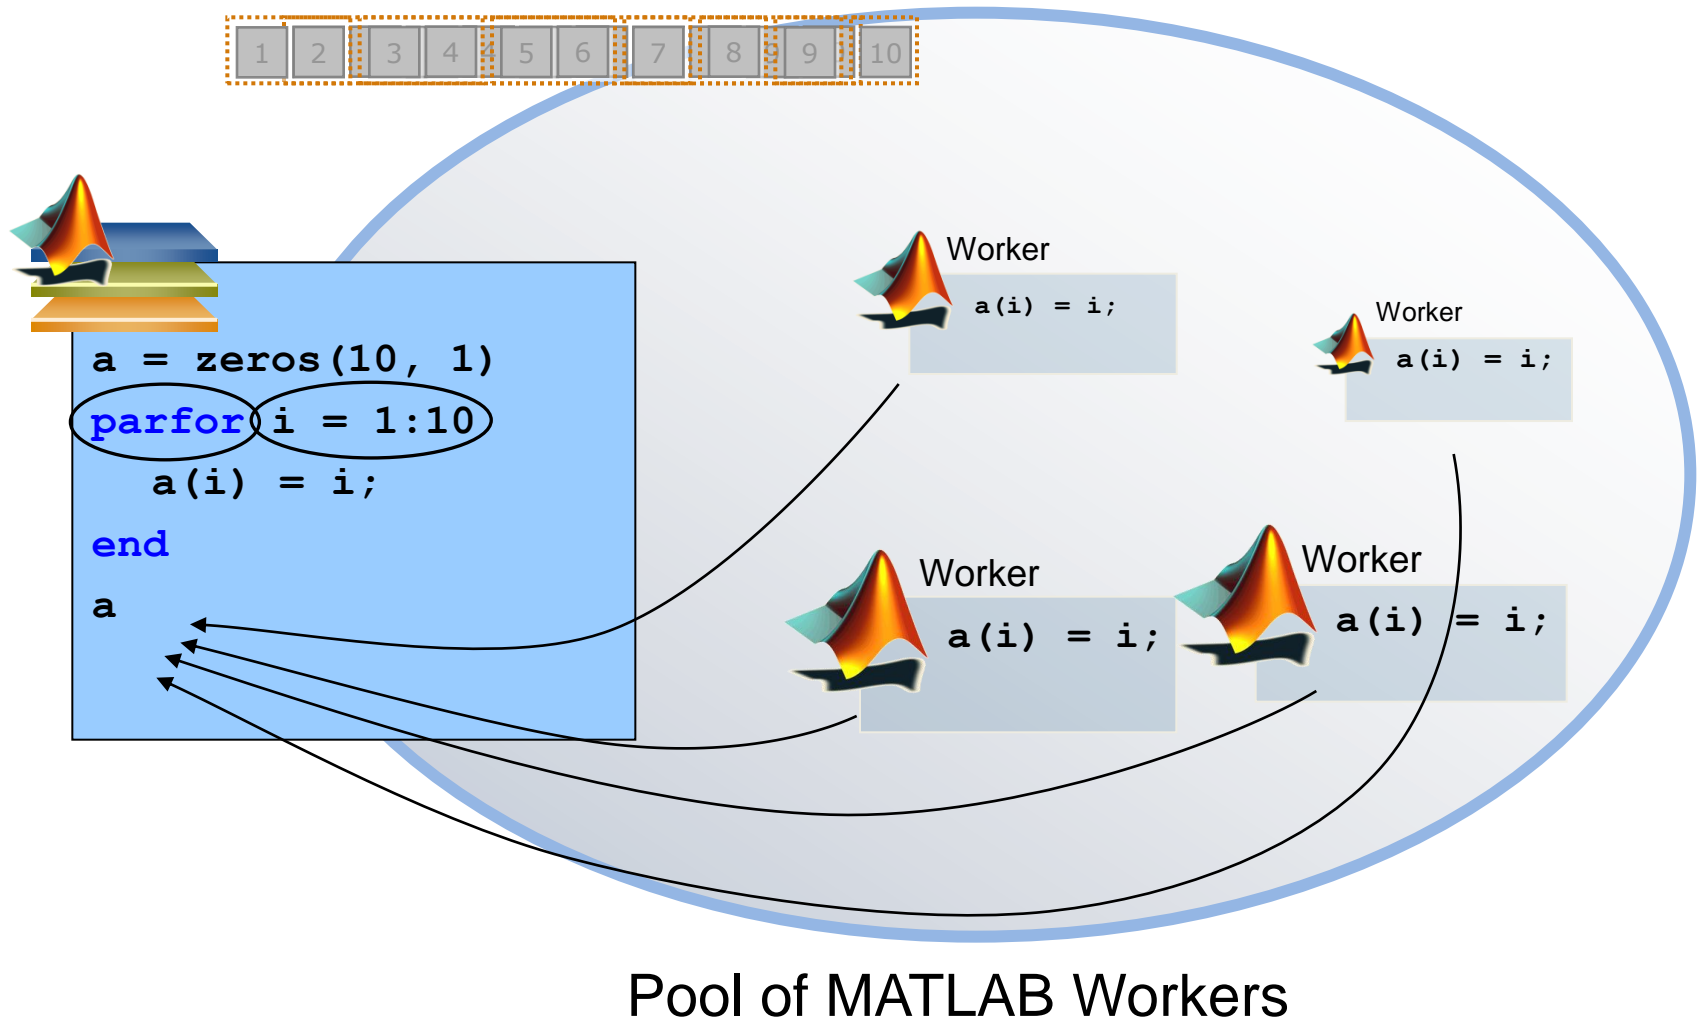 1 2 3 4 5 6 7 8 9 10
Worker
a(i) = i;
Worker
a(i) = i;
a = zeros(10, 1)
parfor i = 1:10
a(i) = i;
end
a
Worker
a(i) = i;
Worker
a(i) = i;
Pool of MATLAB Workers